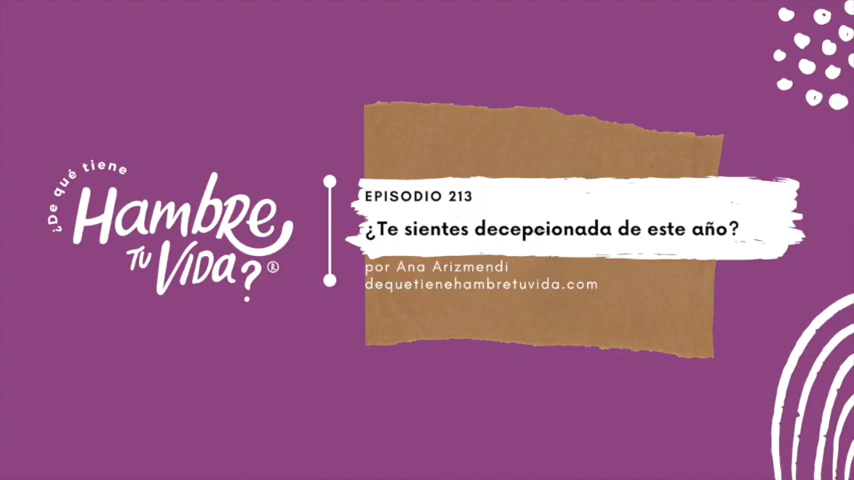 ¿De qué tiene
Hambre
TU VIDA?®
EPISODIO 213
¿Te sientes decepcionada de este año?
por Ana Arizmendi
dequetienehambretuvida.com